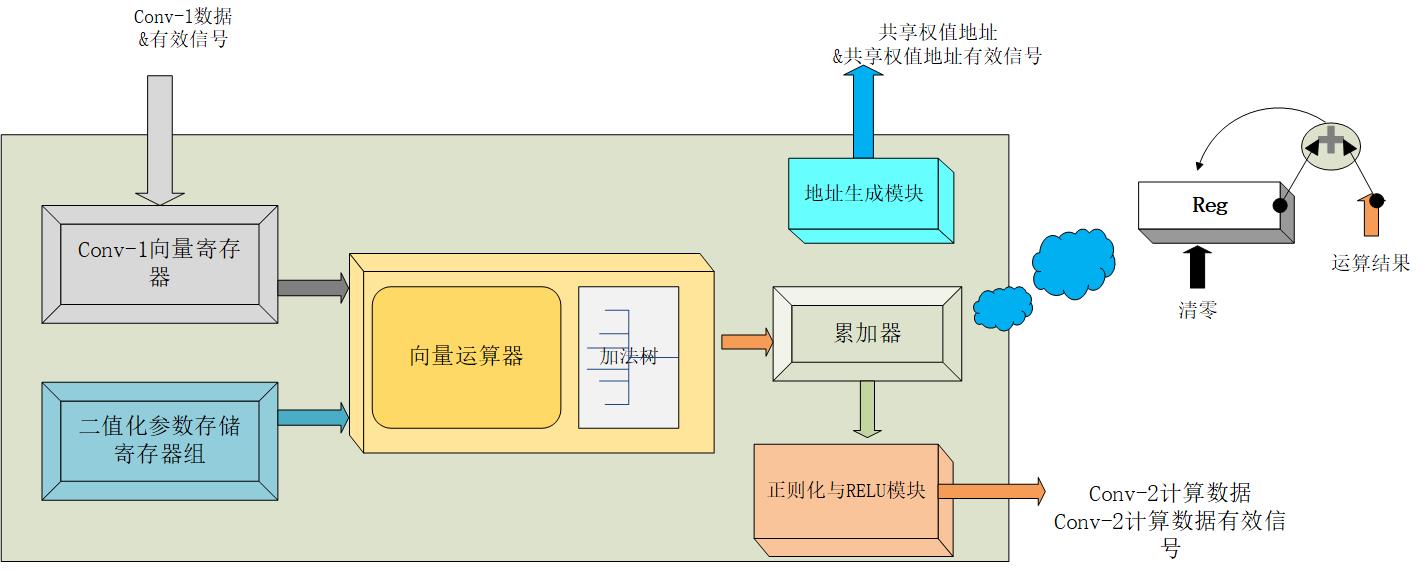 Conv-1数据
&有效信号
共享权值地址
&共享权值地址有效信号
地址生成模块
Reg
Conv-1向量寄存
器
运算结果
清零
向量运算器
加法树
累加器
二值化参数存储
寄存器组
正则化与RELU模块
Conv-2计算数据
Conv-2计算数据有效信
号